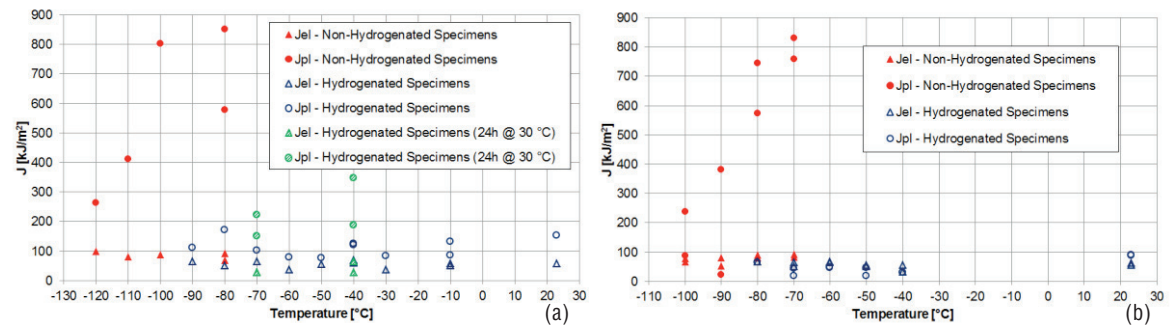 900
800
700
600
500
400
300
200
100
0
J [kJ/m²]
Jel - Non-Hydrogenated Specimens
Jpl - Non-Hydrogenated Specimens
Jel - Hydrogenated Specimens
Jpl - Hydrogenated Specimens
Jel - Hydrogenated Specimens (24h @ 30 °C)
Jpl - Hydrogenated Specimens (24h @ 30 °C)
-130 -120 -110 -100 -90 -80 -70 -60 -50 -40 -30 -20 -10 0 10 20 30
Temperature [°C]
(a)
900
800
700
600
500
400
300
200
100
0
J [kJ/m²]
Jel - Non-Hydrogenated Specimens
Jpl - Non-Hydrogenated Specimens
Jel - Hydrogenated Specimens
Jpl - Hydrogenated Specimens
-110 -100 -90 -80 -70 -60 -50 -40 -30 -20 -10 0 10 20 30
Temperature [°C]
(b)